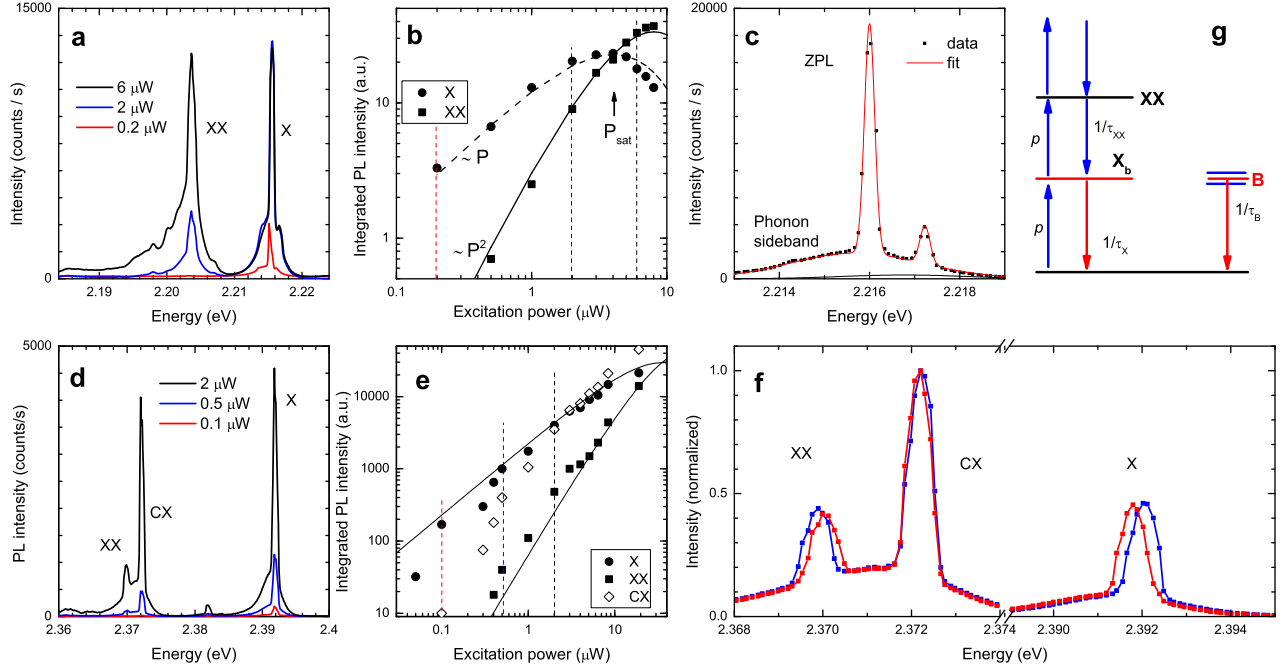 a
Intensity (counts / s)
15000
0
6 μW
2 μW
0.2 μW
XX
X
2.19
2.20
2.21
2.22
Energy (eV)
b
Integrated PL intensity (a.u.)
10
1
X
XX
~ P
~ P²
P sat
0.1
1
10
Excitation power (μW)
c
Intensity (counts / s)
20000
0
ZPL
data
fit
Phonon
sideband
2.214
2.216
2.218
Energy (eV)
g
XX
p
1/τXX
Xb
B
p
1/τX
1/τB
d
PL intensity (counts/s)
5000
0
2 μW
0.5 μW
0.1 μW
X
CX
XX
2.36
2.37
2.38
2.39
2.4
Energy (eV)
e
Integrated PL intensity (a.u.)
10000
1000
100
10
X
XX
CX
0.1
1
10
Excitation power (μW)
f
Intensity (normalized)
1.0
0.5
0.0
XX
CX
X
2.368
2.370
2.372
2.374
2.390
2.392
2.394
Energy (eV)